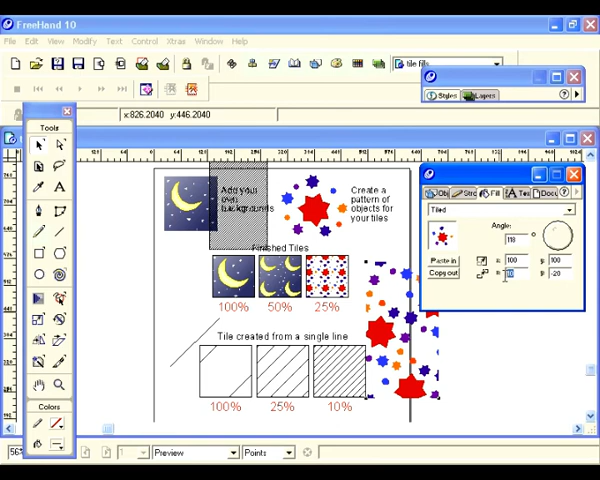 FreeHand 10
File Edit View Modify Text Control Xtras Window Help
tile fills
x:826.2040 y:446.2040
Styles Layers
Tools
Tiled
Angle:
118
Paste in
Copy out
x: 100 y: 100
x: y: -20
Add your
own
backgrounds
Create a
pattern of
objects for
your tiles
Finished Tiles
100% 50% 25%
Tile created from a single line
100% 25% 10%
Colors
Preview
Points